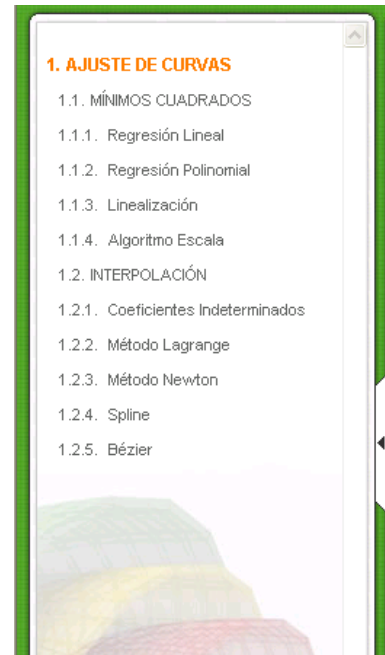 1. AJUSTE DE CURVAS
1.1. MÍNIMOS CUADRADOS
1.1.1. Regresión Lineal
1.1.2. Regresión Polinomial
1.1.3. Linealización
1.1.4. Algoritmo Escala
1.2. INTERPOLACIÓN
1.2.1. Coeficientes Indeterminados
1.2.2. Método Lagrange
1.2.3. Método Newton
1.2.4. Spline
1.2.5. Bézier